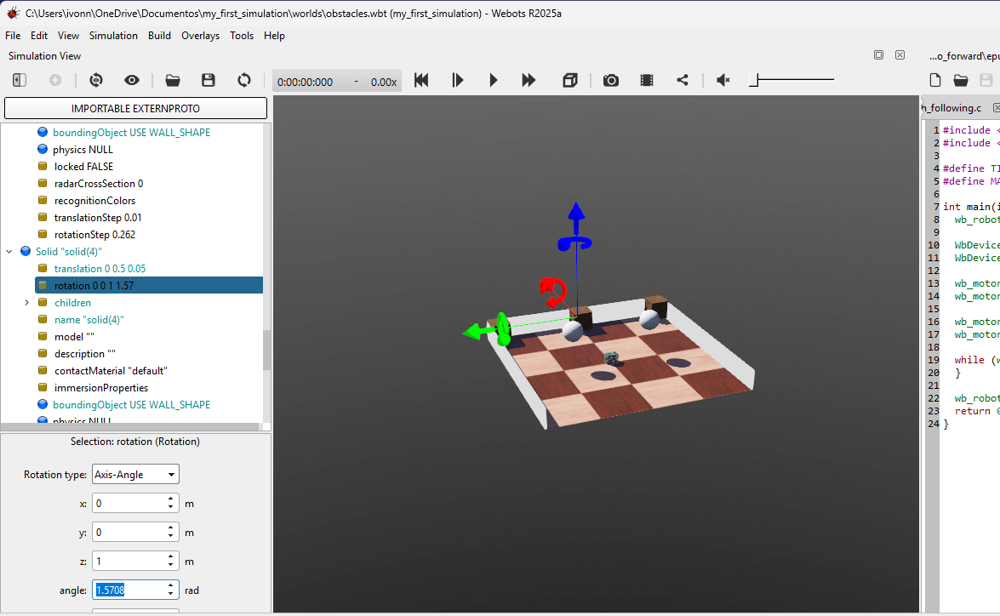 C:\Users\ivonn\OneDrive\Documentos\my_first_simulation\worlds\obstacles.wbt (my_first_simulation) - Webots R2025a
File Edit View Simulation Build Overlays Tools Help
Simulation View
...o_forward\epu
0:00:00:000 - 0.00x
IMPORTABLE EXTERNPROTO
h_following.c
boundingObject USE WALL_SHAPE
physics NULL
locked FALSE
radarCrossSection 0
recognitionColors
translationStep 0.01
rotationStep 0.262
Solid "solid(4)"
translation 0 0.5 0.05
rotation 0 0 1 1.57
children
name "solid(4)"
model ""
description ""
contactMaterial "default"
immersionProperties
boundingObject USE WALL_SHAPE
physics NULL
Selection: rotation (Rotation)
Rotation type: Axis-Angle
x: 0 m
y: 0 m
z: 1 m
angle: 1.5708 rad
1 #include <
2 #include <
3
4 #define TI
5 #define MA
6
7 int main(i
8 wb_robot
9
10 WbDevice
11 WbDevice
12
13 wb_motor
14 wb_motor
15
16 wb_motor
17 wb_motor
18
19 while (w
20 }
21
22 wb_robot
23 return 0
24 }